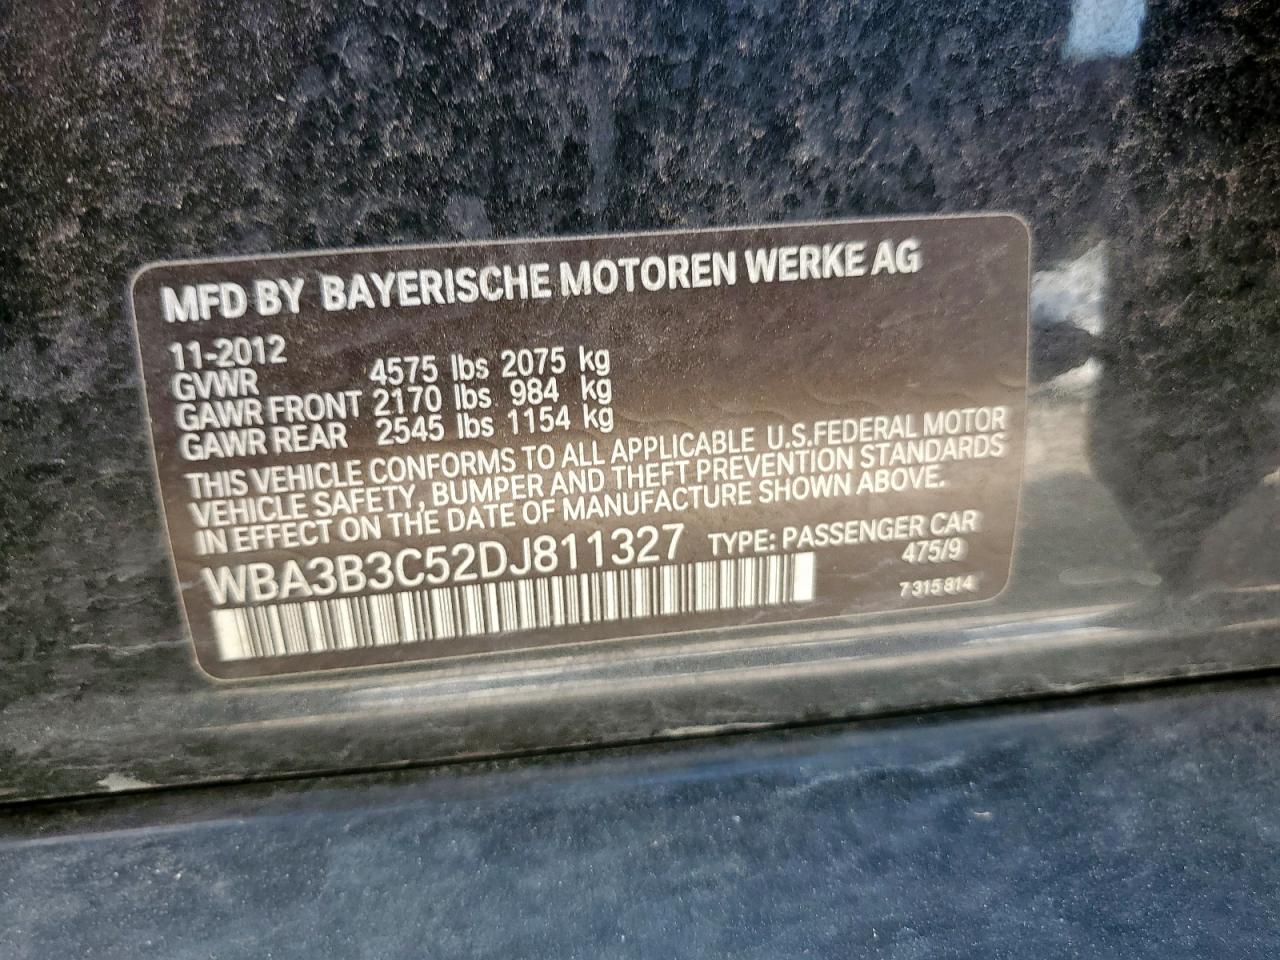 MFD BY BAYERISCHE MOTOREN WERKE AG
11-2012
GVWR 4575 lbs 2075 kg
GAWR FRONT 2170 lbs 984 kg
GAWR REAR 2545 lbs 1154 kg
THIS VEHICLE CONFORMS TO ALL APPLICABLE U.S.FEDERAL MOTOR
VEHICLE SAFETY, BUMPER AND THEFT PREVENTION STANDARDS
IN EFFECT ON THE DATE OF MANUFACTURE SHOWN ABOVE.
WBA3B3C52DJ811327 TYPE: PASSENGER CAR
475/9
7 315 814